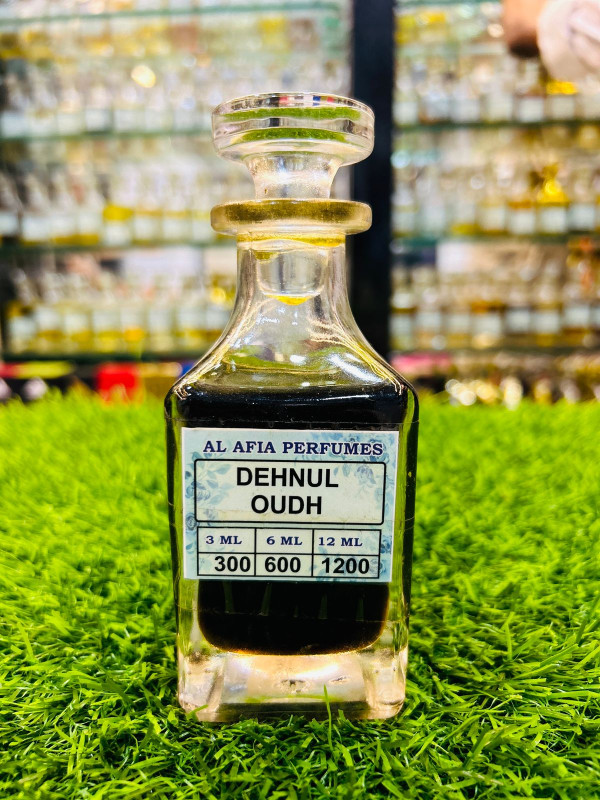 AL AFIA PERFUMES
DEHNUL
OUDH
3 ML 6 ML 12 ML
300 600 1200